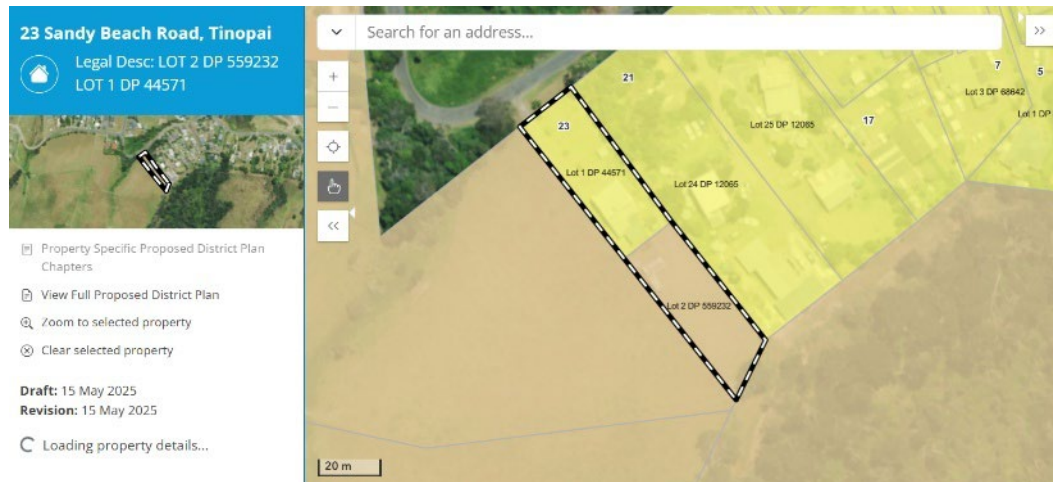 23 Sandy Beach Road, Tinopai
Legal Desc: LOT 2 DP 559232
LOT 1 DP 44571
Property Specific Proposed District Plan
Chapters
View Full Proposed District Plan
Zoom to selected property
Clear selected property
Draft: 15 May 2025
Revision: 15 May 2025
Loading property details...
Search for an address...
+
−
<<
>>
21
7
5
Lot 3 DP 68642
Lot 1 DP
23
Lot 25 DP 12065
17
Lot 1 DP 44571
Lot 24 DP 12065
Lot 2 DP 559232
20 m